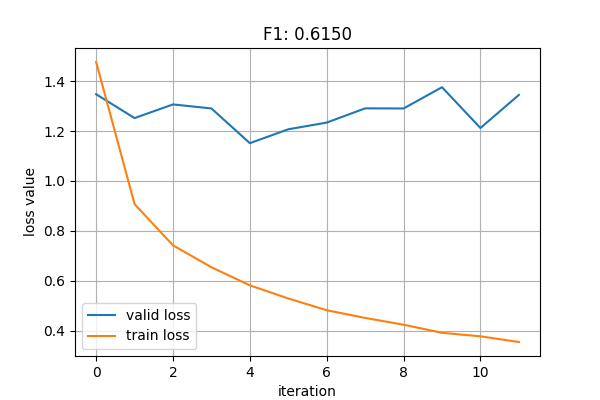 F1: 0.6150
loss value
1.4
1.2
1.0
0.8
0.6
0.4
valid loss
train loss
0 2 4 6 8 10
iteration